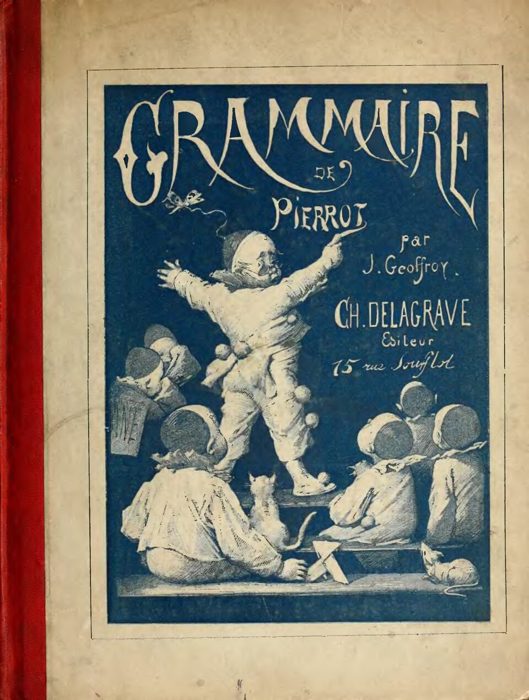 GRAMMAIRE
DE
PIERROT
par
J. Geoffroy.
CH. DELAGRAVE
Editeur
15 rue Soufflot